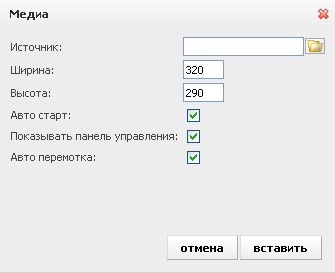 Медиа
Источник:
Ширина: 320
Высота: 290
Авто старт:
Показывать панель управления:
Авто перемотка:
отмена вставить